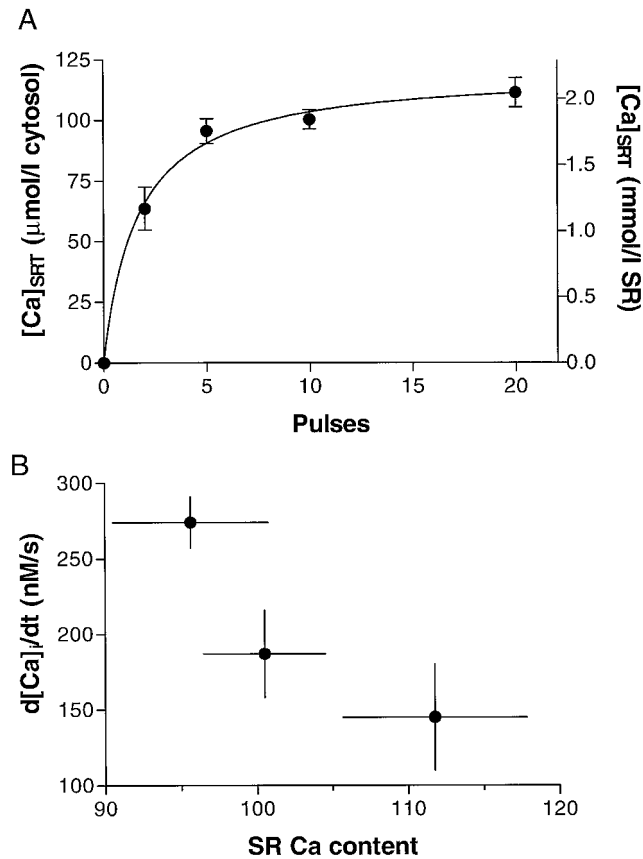 A
[Ca]SRT (μmol/l cytosol)
125
100
75
50
25
0
[Ca]SRT (mmol/l SR)
2.0
1.5
1.0
0.5
0.0
0 5 10 15 20
Pulses
B
d[Ca]i/dt (nM/s)
300
250
200
150
100
90 100 110 120
SR Ca content